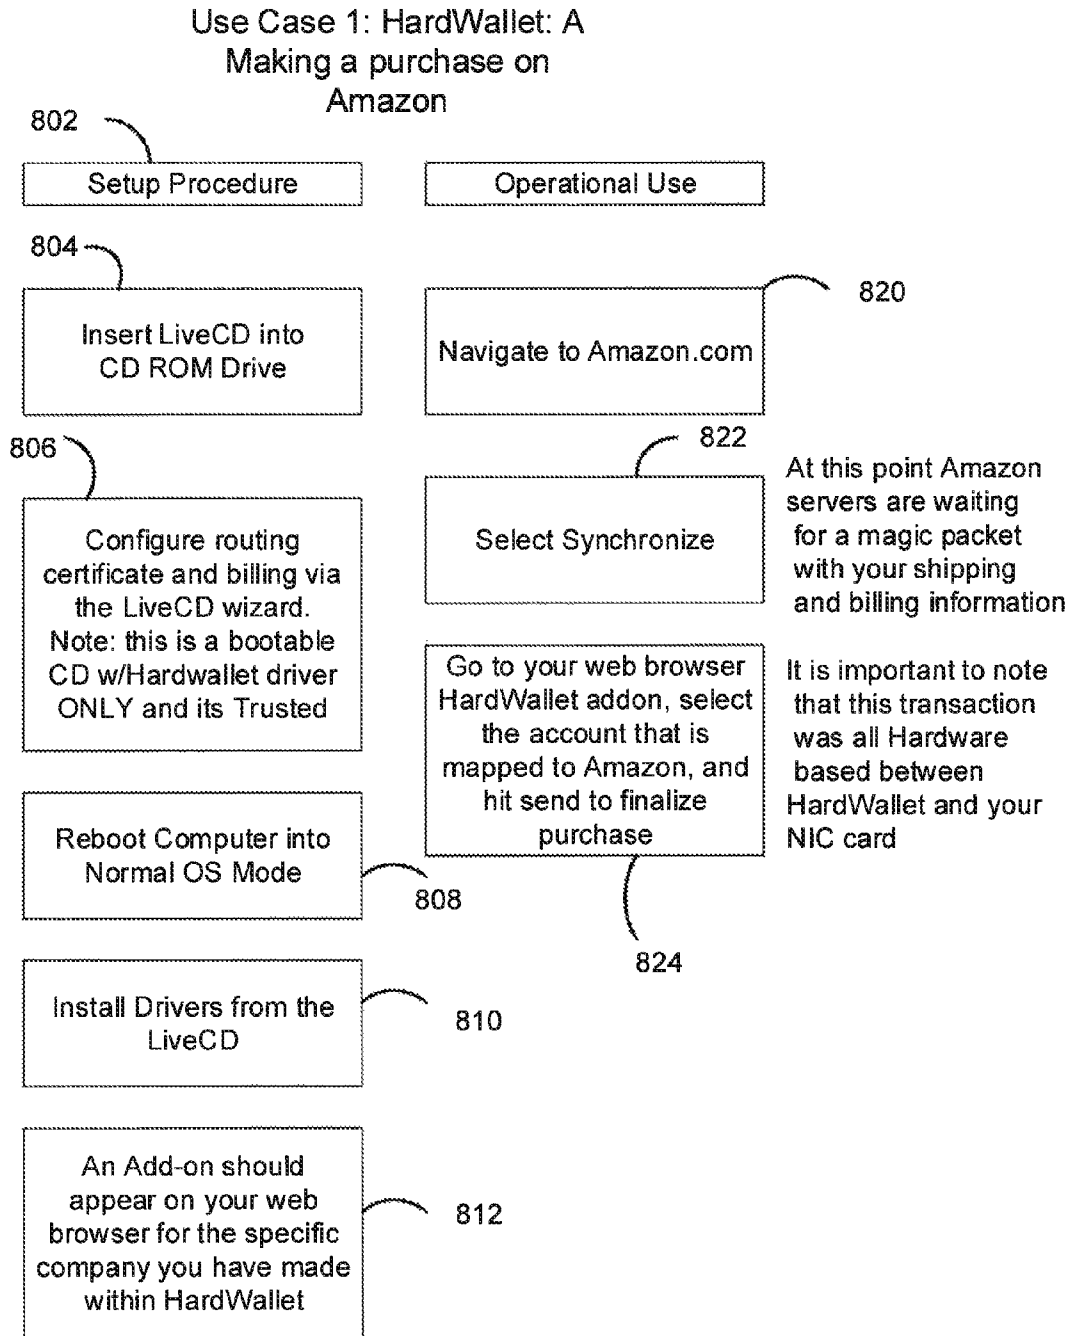 Use Case 1: HardWallet: A
Making a purchase on
Amazon
802
Setup Procedure
804
Insert LiveCD into
CD ROM Drive
806
Configure routing
certificate and billing via
the LiveCD wizard.
Note: this is a bootable
CD w/Hardwallet driver
ONLY and its Trusted
Reboot Computer into
Normal OS Mode
808
Install Drivers from the
LiveCD
810
An Add-on should
appear on your web
browser for the specific
company you have made
within HardWallet
812
Operational Use
820
Navigate to Amazon.com
822
Select Synchronize
At this point Amazon
servers are waiting
for a magic packet
with your shipping
and billing information
Go to your web browser
HardWallet addon, select
the account that is
mapped to Amazon, and
hit send to finalize
purchase
824
It is important to note
that this transaction
was all Hardware
based between
HardWallet and your
NIC card